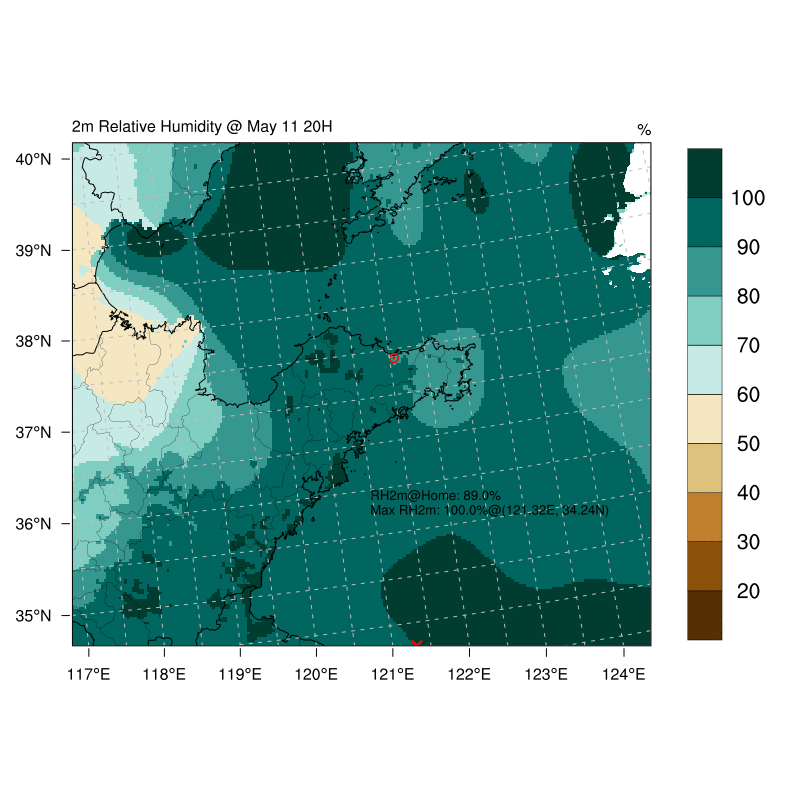 2m Relative Humidity @ May 11 20H
%
40°N
39°N
38°N
37°N
36°N
35°N
117°E 118°E 119°E 120°E 121°E 122°E 123°E 124°E
RH2m@Home: 89.0%
Max RH2m: 100.0%@(121.32E, 34.24N)
100
90
80
70
60
50
40
30
20